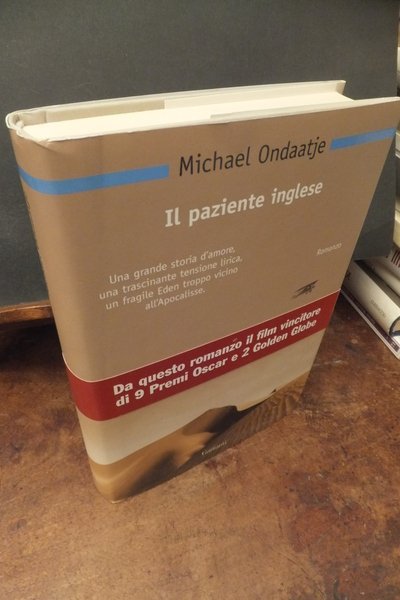 Michael Ondaatje
Il paziente inglese
Una grande storia d'amore,
una trascinante tensione lirica,
un fragile Eden troppo vicino
all'Apocalisse.
Romanzo
Da questo romanzo il film vincitore
di 9 Premi Oscar e 2 Golden Globe
Garzanti